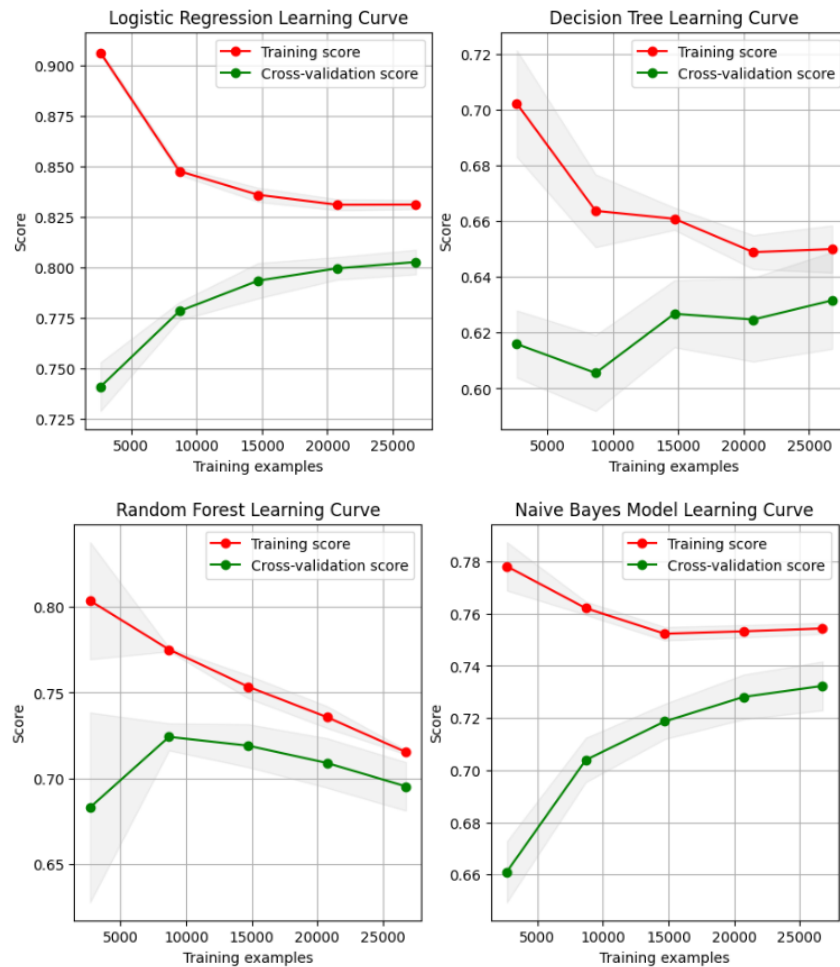 Logistic Regression Learning Curve
Training score
Cross-validation score
0.900
0.875
0.850
0.825
0.800
0.775
0.750
0.725
Score
5000 10000 15000 20000 25000
Training examples
Decision Tree Learning Curve
Training score
Cross-validation score
0.72
0.70
0.68
0.66
0.64
0.62
0.60
Score
5000 10000 15000 20000 25000
Training examples
Random Forest Learning Curve
Training score
Cross-validation score
0.80
0.75
0.70
0.65
Score
5000 10000 15000 20000 25000
Training examples
Naive Bayes Model Learning Curve
Training score
Cross-validation score
0.78
0.76
0.74
0.72
0.70
0.68
0.66
Score
5000 10000 15000 20000 25000
Training examples